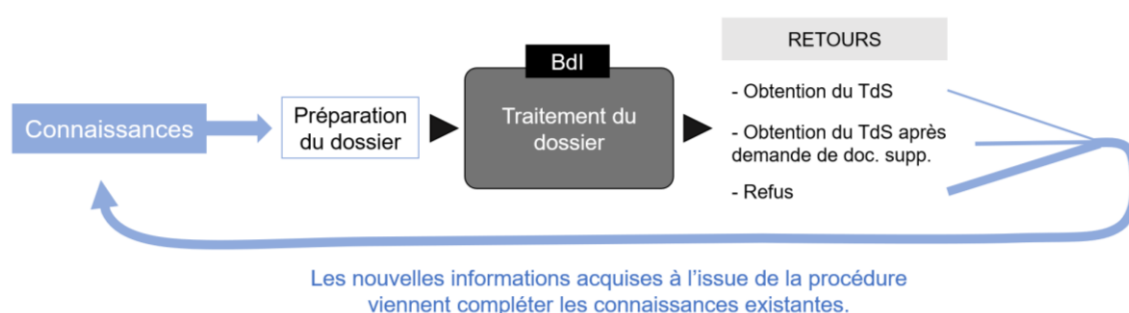 Connaissances
Préparation
du dossier
BdI
Traitement du
dossier
RETOURS
- Obtention du TdS
- Obtention du TdS après
demande de doc. supp.
- Refus
Les nouvelles informations acquises à l'issue de la procédure
viennent compléter les connaissances existantes.